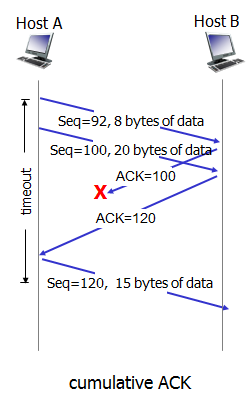 Host A
Host B
Seq=92, 8 bytes of data
Seq=100, 20 bytes of data
ACK=100
X
timeout
ACK=120
Seq=120, 15 bytes of data
cumulative ACK